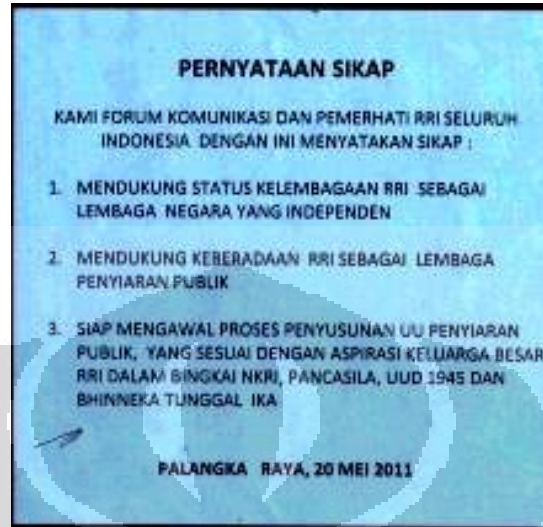 PERNYATAAN SIKAP
KAMI FORUM KOMUNIKASI DAN PEMERHATI RRI SELURUH
INDONESIA DENGAN INI MENYATAKAN SIKAP :
1. MENDUKUNG STATUS KELEMBAGAAN RRI SEBAGAI
LEMBAGA NEGARA YANG INDEPENDEN
2. MENDUKUNG KEBERADAAN RRI SEBAGAI LEMBAGA
PENYIARAN PUBLIK
3. SIAP MENGAWAL PROSES PENYUSUNAN UU PENYIARAN
PUBLIK, YANG SESUAI DENGAN ASPIRASI KELUARGA BESAR
RRI DALAM BINGKAI NKRI, PANCASILA, UUD 1945 DAN
BHINNEKA TUNGGAL IKA
PALANGKA RAYA, 20 MEI 2011